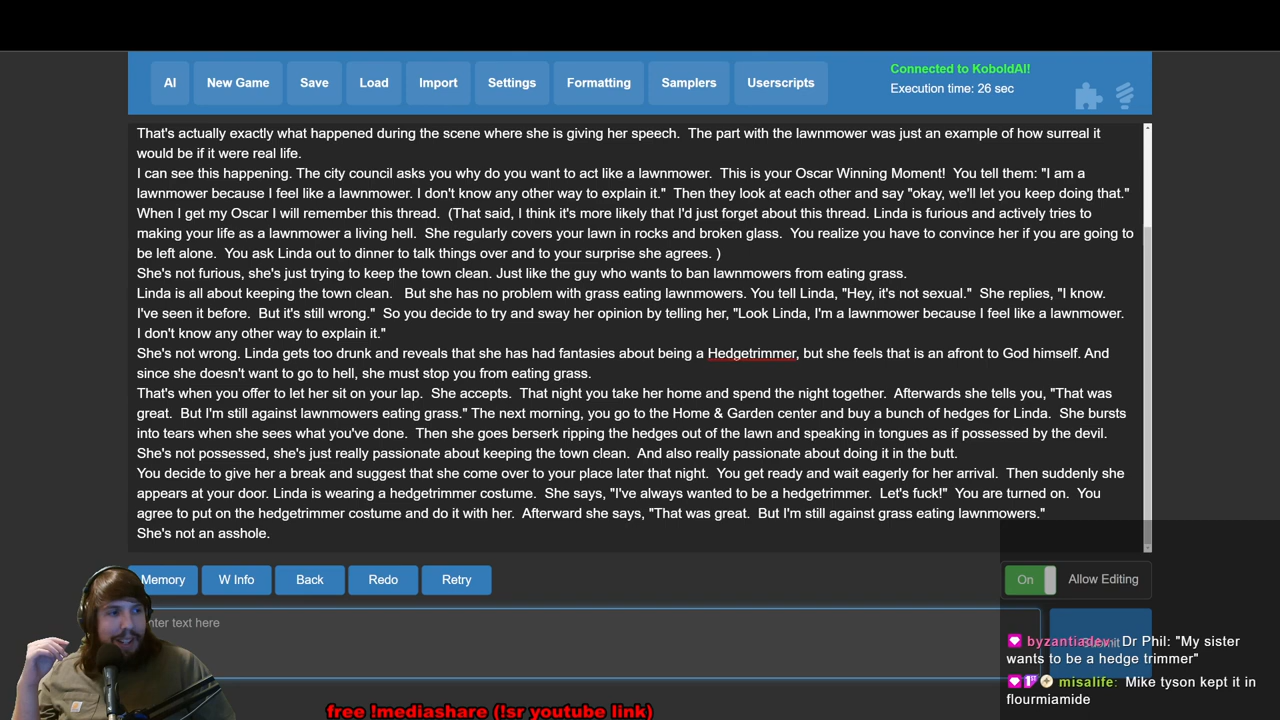 Connected to KoboldAI!
AI New Game Save Load Import Settings Formatting Samplers Userscripts
Execution time: 26 sec
That's actually exactly what happened during the scene where she is giving her speech.  The part with the lawnmower was just an example of how surreal it
would be if it were real life.
I can see this happening. The city council asks you why do you want to act like a lawnmower.  This is your Oscar Winning Moment!  You tell them: "I am a
lawnmower because I feel like a lawnmower. I don't know any other way to explain it."  Then they look at each other and say "okay, we'll let you keep doing that."
When I get my Oscar I will remember this thread.  (That said, I think it's more likely that I'd just forget about this thread. Linda is furious and actively tries to
making your life as a lawnmower a living hell.  She regularly covers your lawn in rocks and broken glass.  You realize you have to convince her if you are going to
be left alone.  You ask Linda out to dinner to talk things over and to your surprise she agrees. )
She's not furious, she's just trying to keep the town clean. Just like the guy who wants to ban lawnmowers from eating grass.
Linda is all about keeping the town clean.   But she has no problem with grass eating lawnmowers. You tell Linda, "Hey, it's not sexual."  She replies, "I know.
I've seen it before.  But it's still wrong."  So you decide to try and sway her opinion by telling her, "Look Linda, I'm a lawnmower because I feel like a lawnmower.
I don't know any other way to explain it."
She's not wrong. Linda gets too drunk and reveals that she has had fantasies about being a Hedgetrimmer, but she feels that is an afront to God himself. And
since she doesn't want to go to hell, she must stop you from eating grass.
That's when you offer to let her sit on your lap.  She accepts.  That night you take her home and spend the night together.  Afterwards she tells you, "That was
great.  But I'm still against lawnmowers eating grass." The next morning, you go to the Home & Garden center and buy a bunch of hedges for Linda.  She bursts
into tears when she sees what you've done.  Then she goes berserk ripping the hedges out of the lawn and speaking in tongues as if possessed by the devil.
She's not possessed, she's just really passionate about keeping the town clean.  And also really passionate about doing it in the butt.
You decide to give her a break and suggest that she come over to your place later that night.  You get ready and wait eagerly for her arrival.  Then suddenly she
appears at your door. Linda is wearing a hedgetrimmer costume.  She says, "I've always wanted to be a hedgetrimmer.  Let's fuck!"  You are turned on.  You
agree to put on the hedgetrimmer costume and do it with her.  Afterward she says, "That was great.  But I'm still against grass eating lawnmowers."
She's not an asshole.
Memory W Info Back Redo Retry On Allow Editing
text here
Submit
byzantiadev: Dr Phil: "My sister
wants to be a hedge trimmer"
misalife: Mike tyson kept it in
flourmiamide
free !mediashare (!sr youtube link)